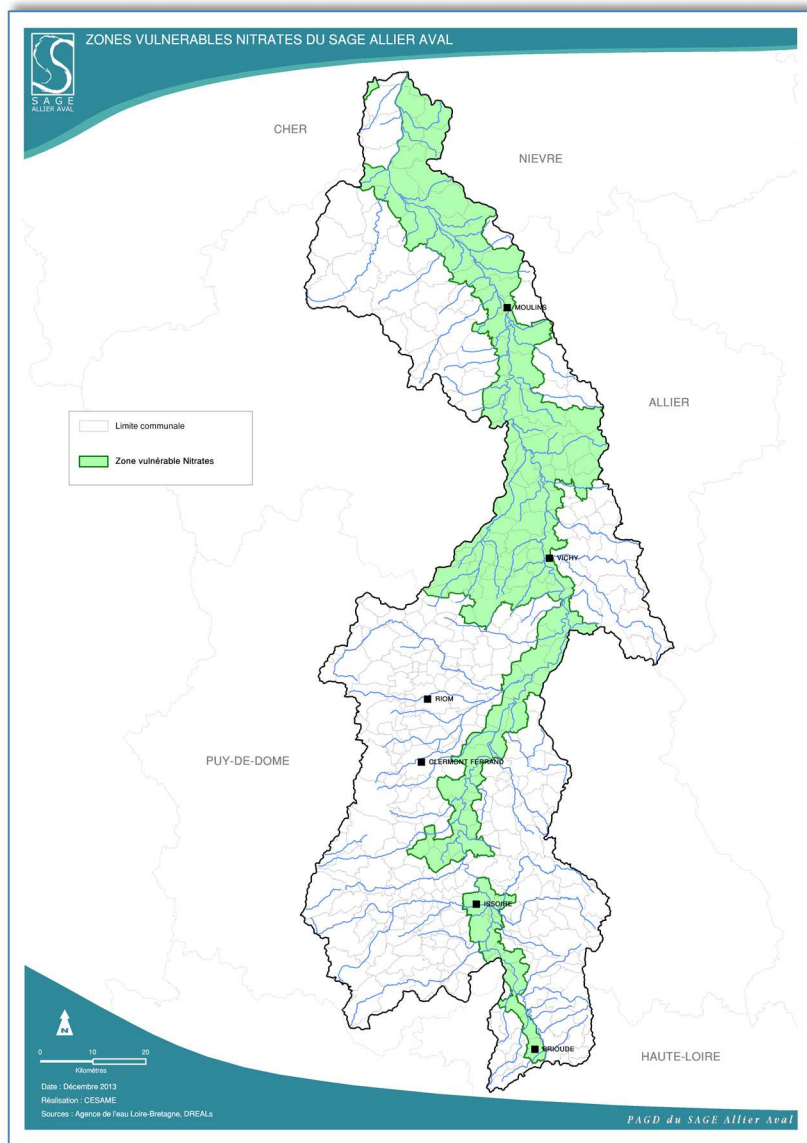 ZONES VULNERABLES NITRATES DU SAGE ALLIER AVAL
SAGE
ALLIER AVAL
CHER
NIEVRE
MOULINS
ALLIER
Limite communale
Zone vulnérable Nitrates
VICHY
RIOM
PUY-DE-DOME
CLERMONT FERRAND
ISSOIRE
BRIOUDE
HAUTE-LOIRE
N
0 10 20
Kilomètres
Date : Décembre 2013
Réalisation : CESAME
Sources : Agence de l'eau Loire-Bretagne, DREALs
PAGD du SAGE Allier Aval